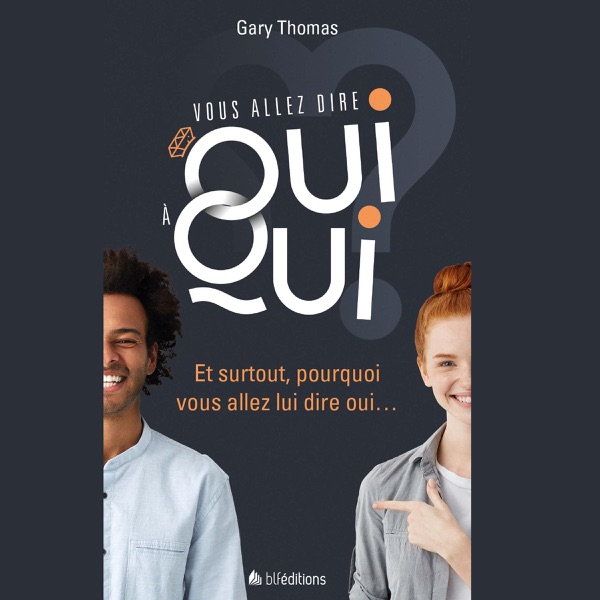 Gary Thomas
VOUS ALLEZ DIRE
OUI
À
QUI
Et surtout, pourquoi
vous allez lui dire oui...
blféditions